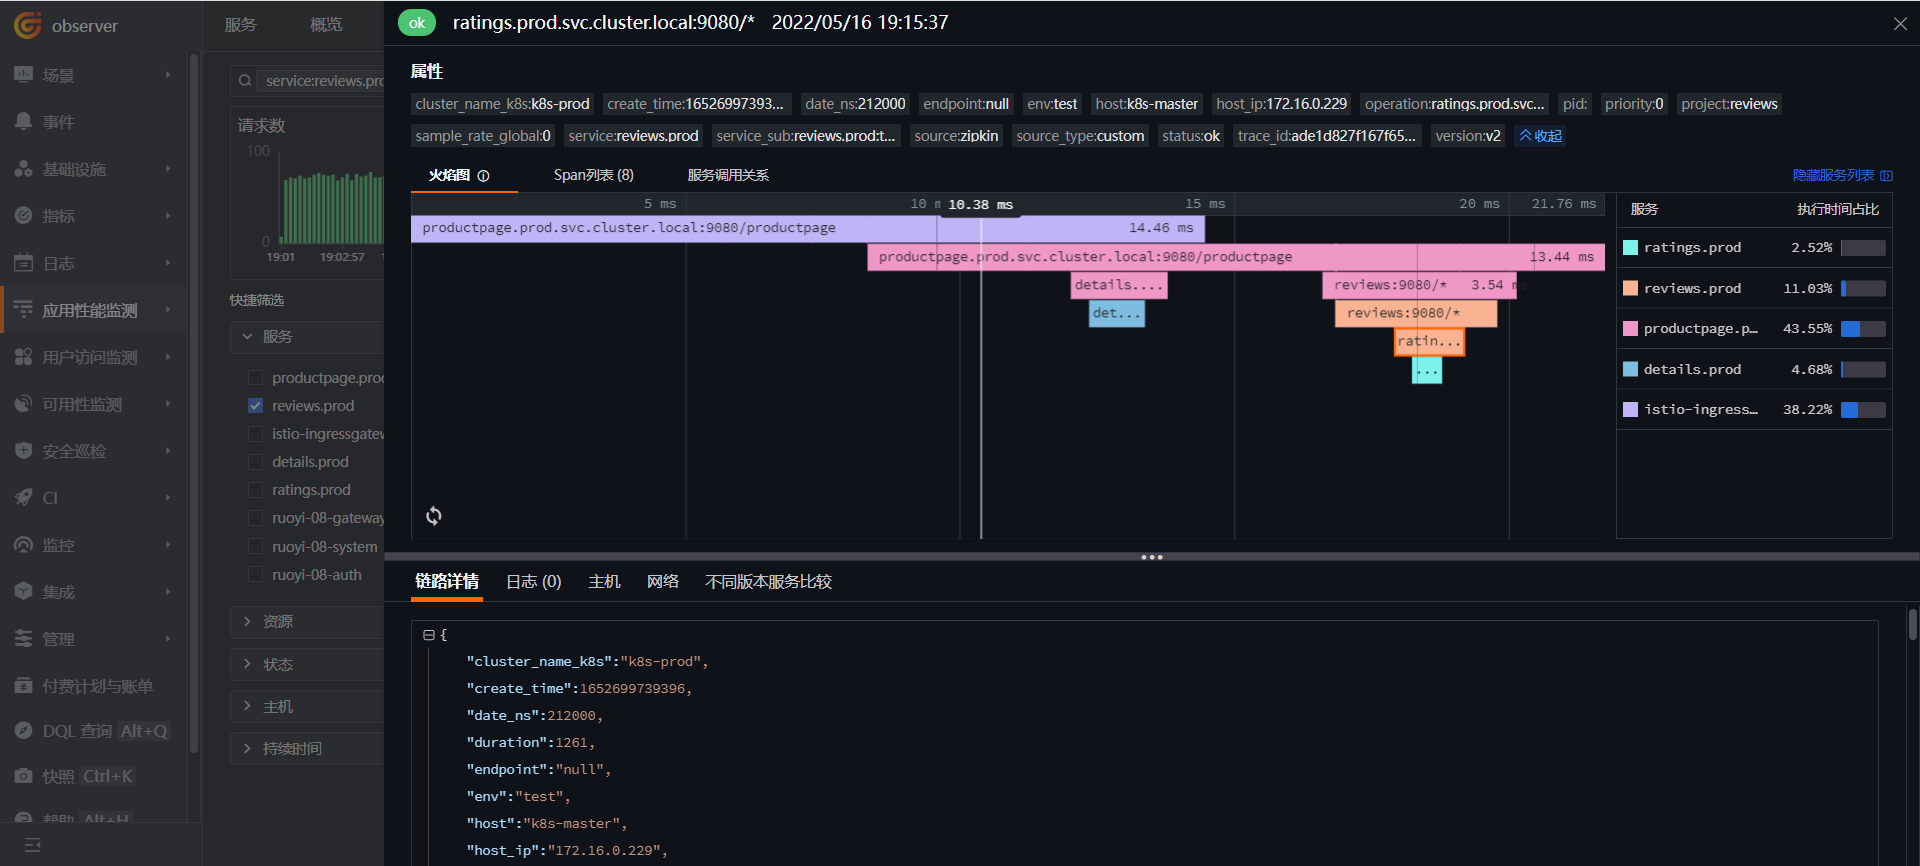 observer
场景
事件
基础设施
指标
日志
应用性能监测
用户访问监测
可用性监测
安全巡检
CI
监控
集成
管理
付费计划与账单
DQL 查询 Alt+Q
快照 Ctrl+K
帮助 Alt+H
服务 概览
service:reviews.pro
请求数
100
0
19:01 19:02:57
快捷筛选
服务
productpage.prod
reviews.prod
istio-ingressgatew
details.prod
ratings.prod
ruoyi-08-gateway
ruoyi-08-system
ruoyi-08-auth
资源
状态
主机
持续时间
ok ratings.prod.svc.cluster.local:9080/* 2022/05/16 19:15:37
属性
cluster_name_k8s:k8s-prod create_time:16526997393... date_ns:212000 endpoint:null env:test host:k8s-master host_ip:172.16.0.229 operation:ratings.prod.svc... pid: priority:0 project:reviews
sample_rate_global:0 service:reviews.prod service_sub:reviews.prod:t... source:zipkin source_type:custom status:ok trace_id:ade1d827f167f65... version:v2 收起
火焰图 Span列表 (8) 服务调用关系 隐藏服务列表
5 ms 10 m 10.38 ms 15 ms 20 ms 21.76 ms
productpage.prod.svc.cluster.local:9080/productpage 14.46 ms
productpage.prod.svc.cluster.local:9080/productpage 13.44 ms
details.... reviews:9080/* 3.54 m
det... reviews:9080/*
ratin...
...
服务 执行时间占比
ratings.prod 2.52%
reviews.prod 11.03%
productpage.p… 43.55%
details.prod 4.68%
istio-ingress… 38.22%
链路详情 日志 (0) 主机 网络 不同版本服务比较
{
"cluster_name_k8s":"k8s-prod",
"create_time":1652699739396,
"date_ns":212000,
"duration":1261,
"endpoint":"null",
"env":"test",
"host":"k8s-master",
"host_ip":"172.16.0.229",